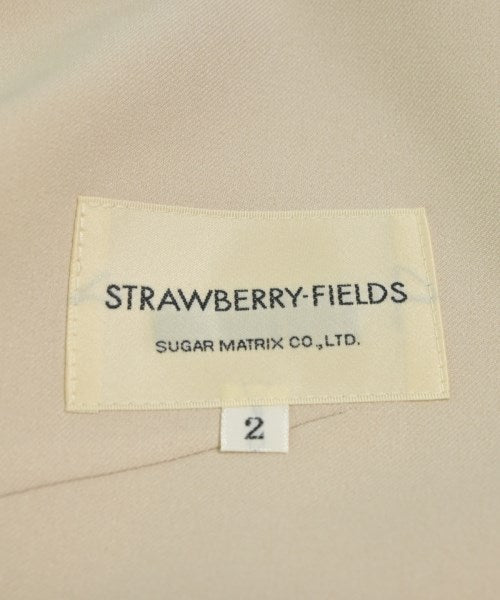 STRAWBERRY-FIELDS
SUGAR MATRIX CO.,LTD.
2